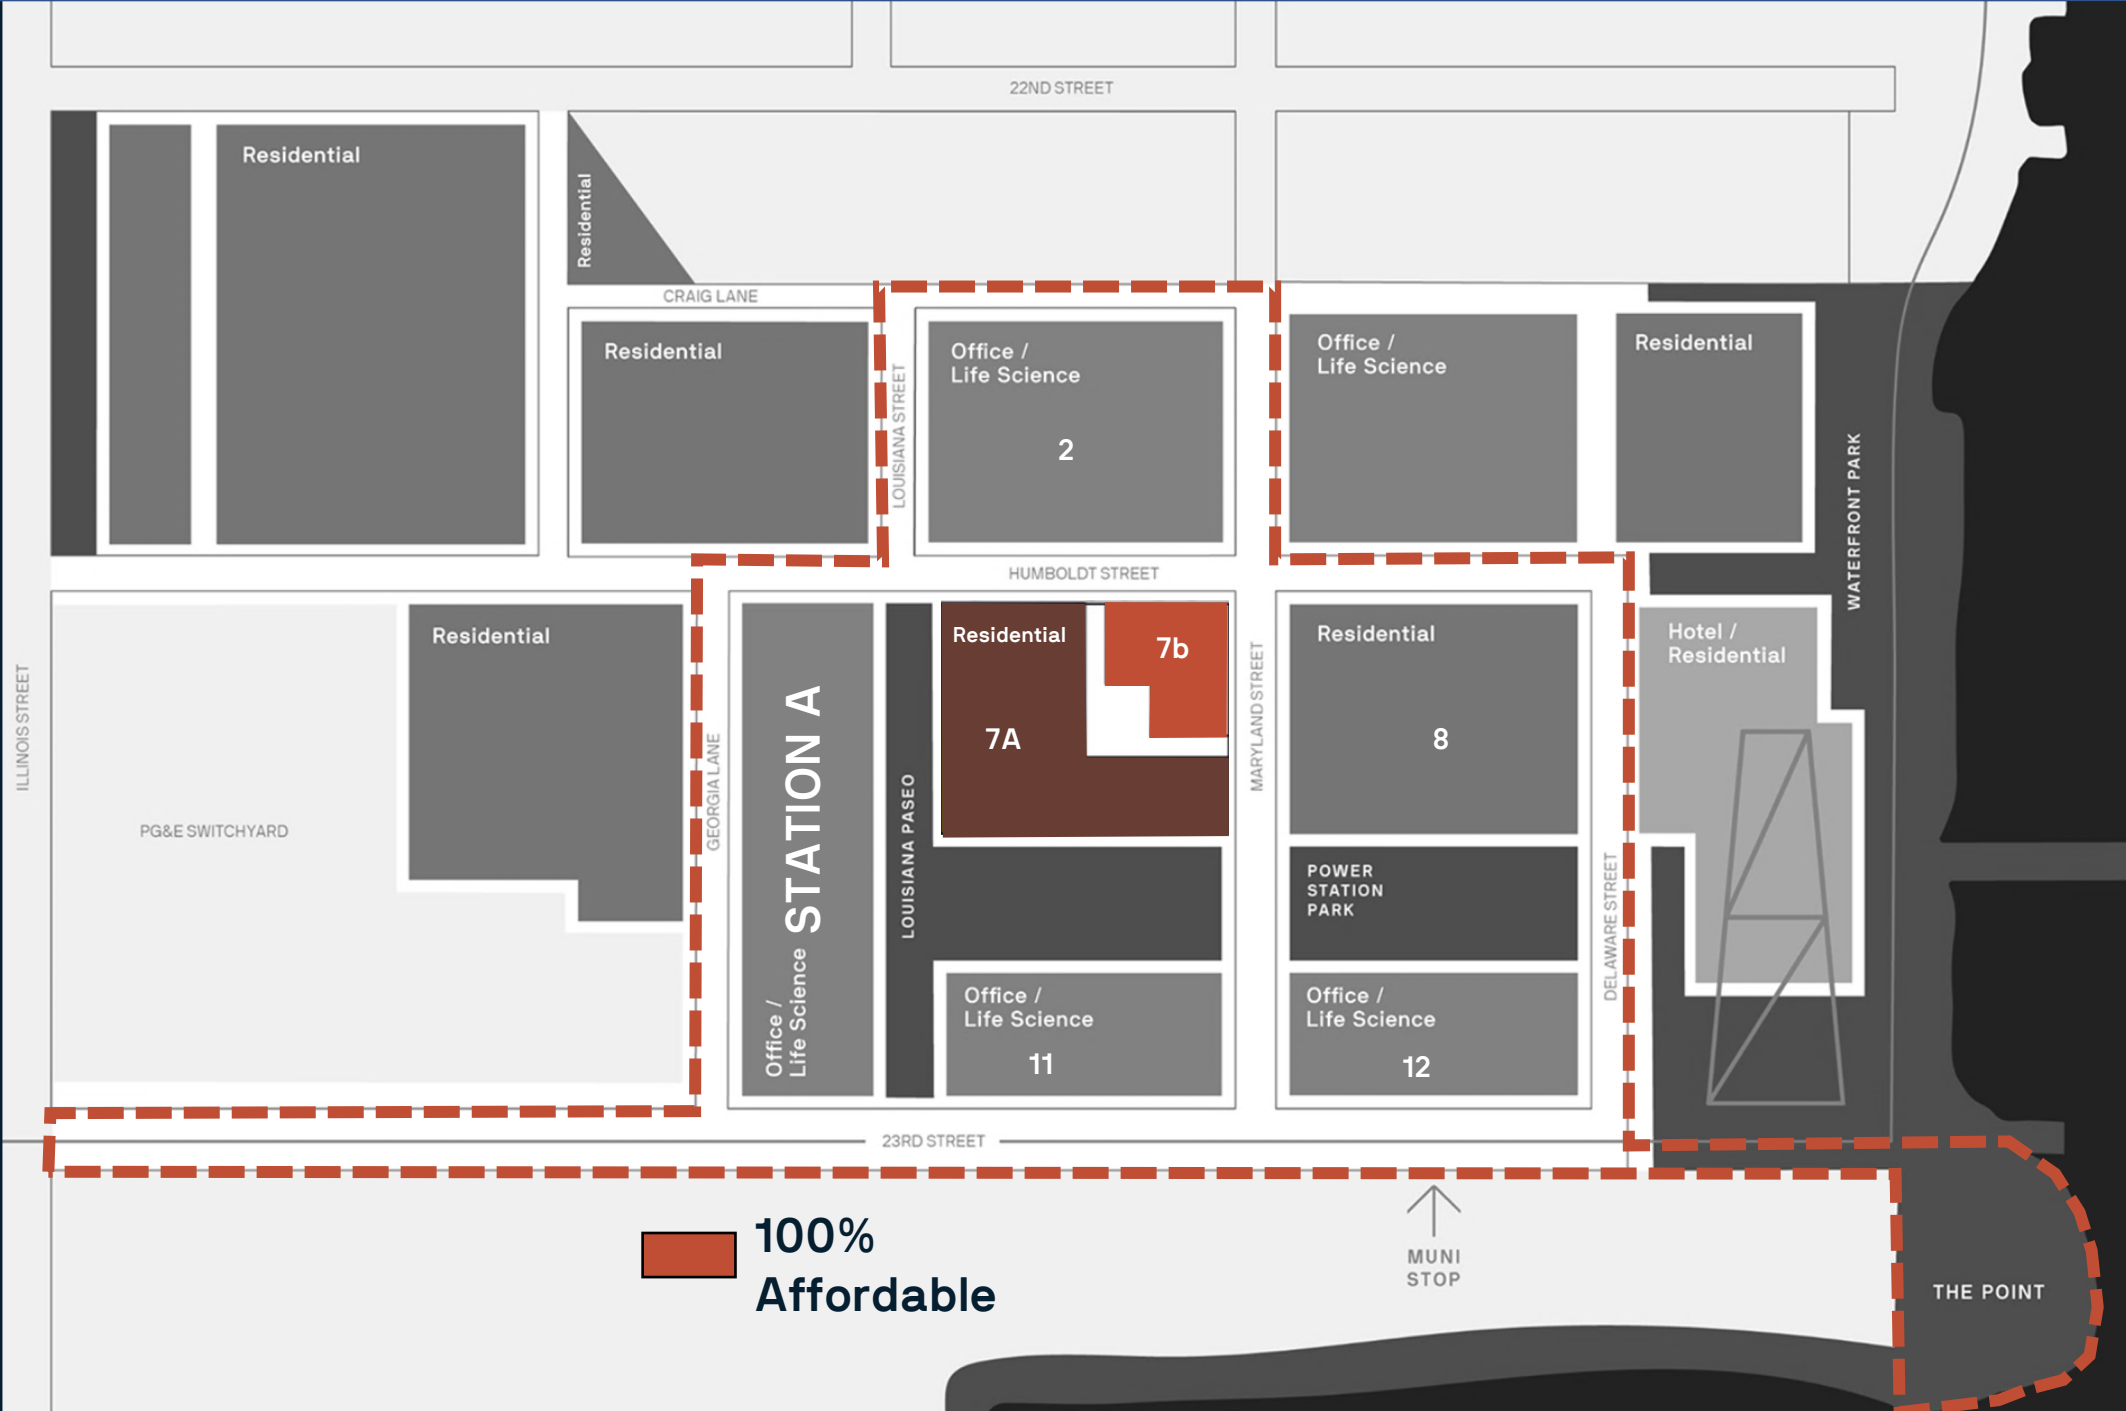 22ND STREET
Residential
Residential
CRAIG LANE
Residential
LOUISIANA STREET
Office /
Life Science
2
Office /
Life Science
Residential
WATERFRONT PARK
HUMBOLDT STREET
ILLINOIS STREET
PG&E SWITCHYARD
Residential
GEORGIA LANE
STATION A
Office /
Life Science
LOUISIANA PASEO
Residential
7A
7b
MARYLAND STREET
Residential
8
POWER
STATION
PARK
DELAWARE STREET
Hotel /
Residential
Office /
Life Science
11
Office /
Life Science
12
23RD STREET
MUNI
STOP
THE POINT
100%
Affordable